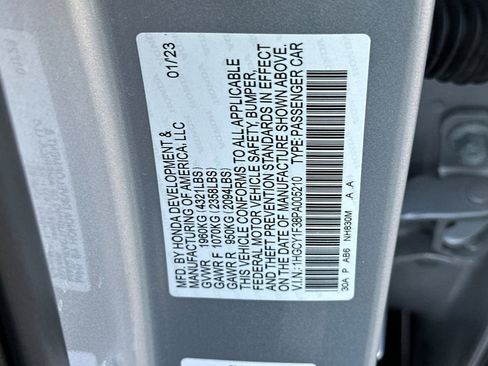 MFD. BY HONDA DEVELOPMENT & 01/23
MANUFACTURING OF AMERICA, LLC
GVWR 1960KG (4321LBS)
GAWR F 1070KG (2358LBS)
GAWR R 950KG (2094LBS)
THIS VEHICLE CONFORMS TO ALL APPLICABLE
FEDERAL MOTOR VEHICLE SAFETY, BUMPER,
AND THEFT PREVENTION STANDARDS IN EFFECT
ON THE DATE OF MANUFACTURE SHOWN ABOVE.
V.I.N.: 1HGCY1F38PA005210 TYPE:PASSENGER CAR
30A P AB6 NH830M A A